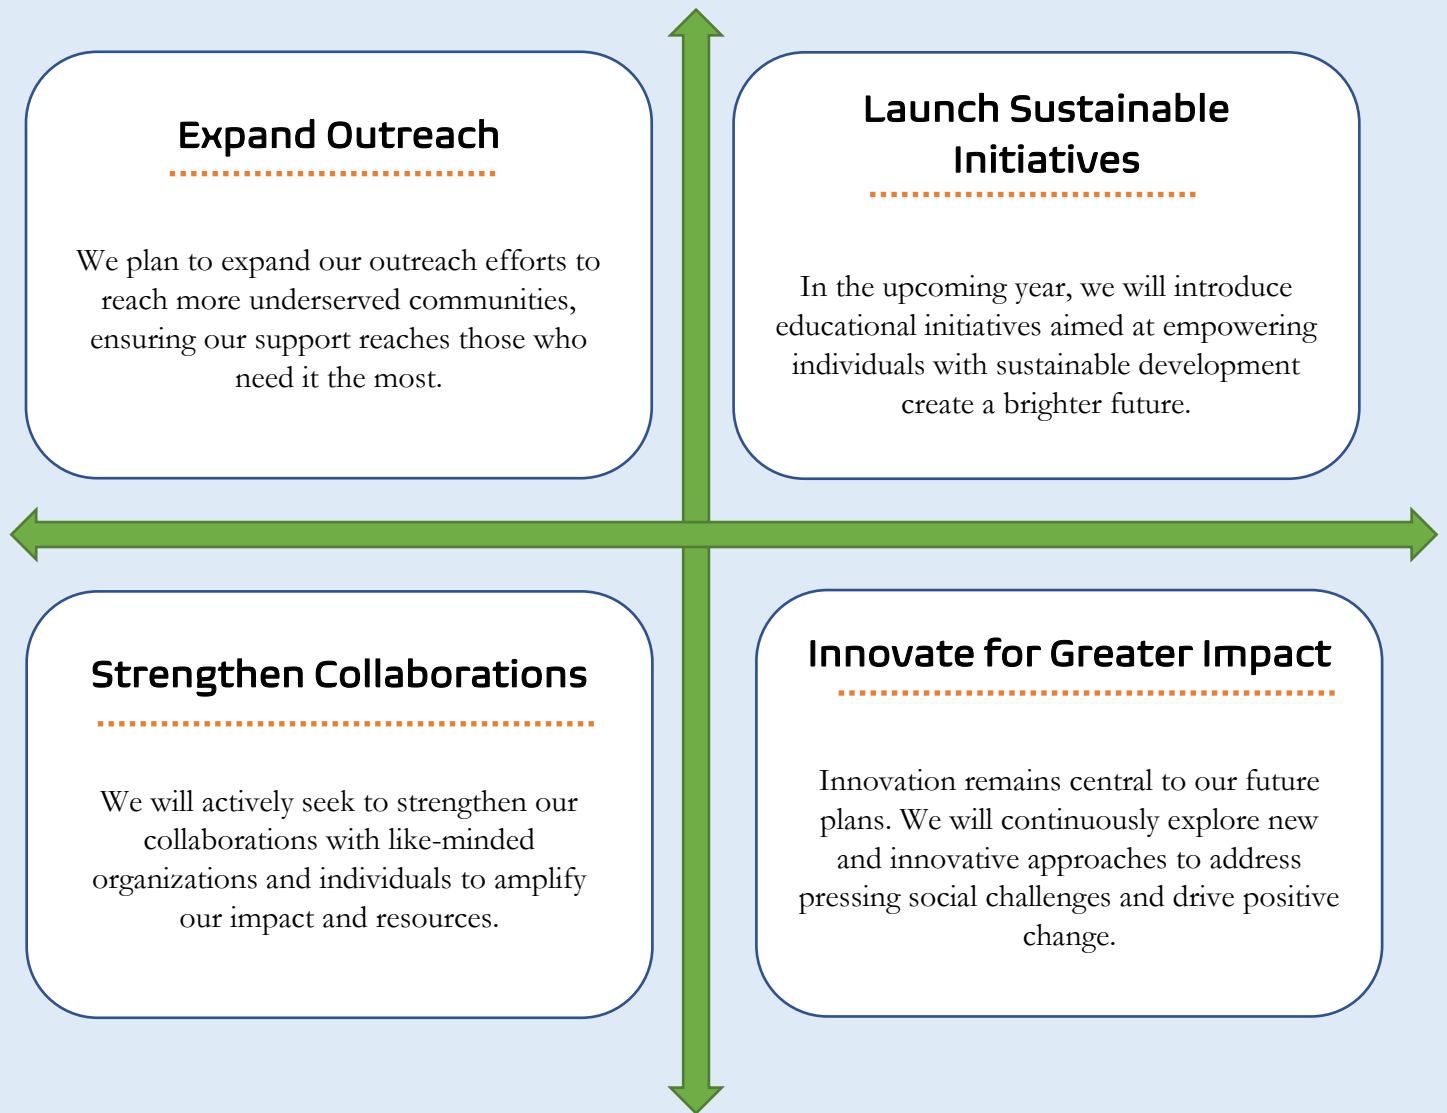 Expand Outreach
We plan to expand our outreach efforts to
reach more underserved communities,
ensuring our support reaches those who
need it the most.
Launch Sustainable
Initiatives
In the upcoming year, we will introduce
educational initiatives aimed at empowering
individuals with sustainable development
create a brighter future.
Strengthen Collaborations
We will actively seek to strengthen our
collaborations with like-minded
organizations and individuals to amplify
our impact and resources.
Innovate for Greater Impact
Innovation remains central to our future
plans. We will continuously explore new
and innovative approaches to address
pressing social challenges and drive positive
change.